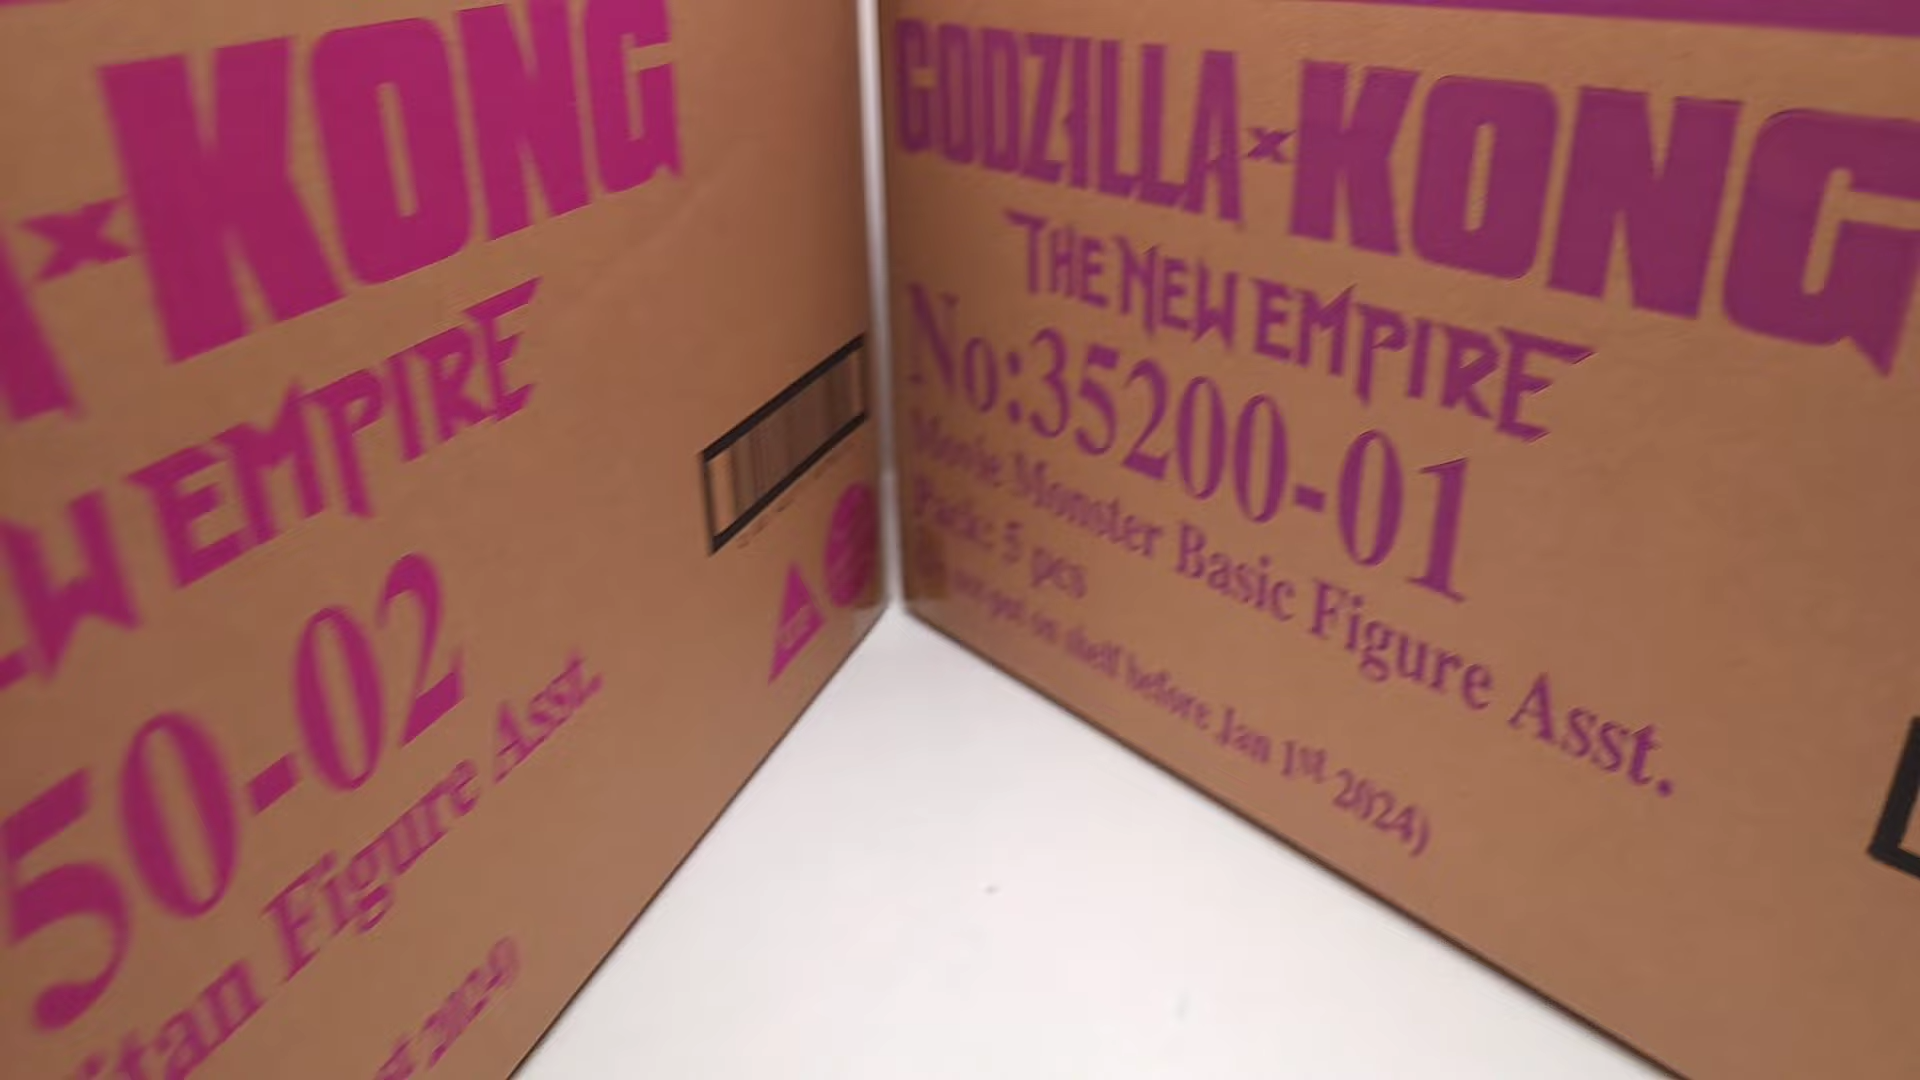 x KONG
EMPIRE
50-02
Figure Asst.
GODZILLA x KONG
THE NEW EMPIRE
No:35200-01
Movie Monster Basic Figure Asst.
Pack: 5 pcs
not put on shelf before Jan 1st 2024)